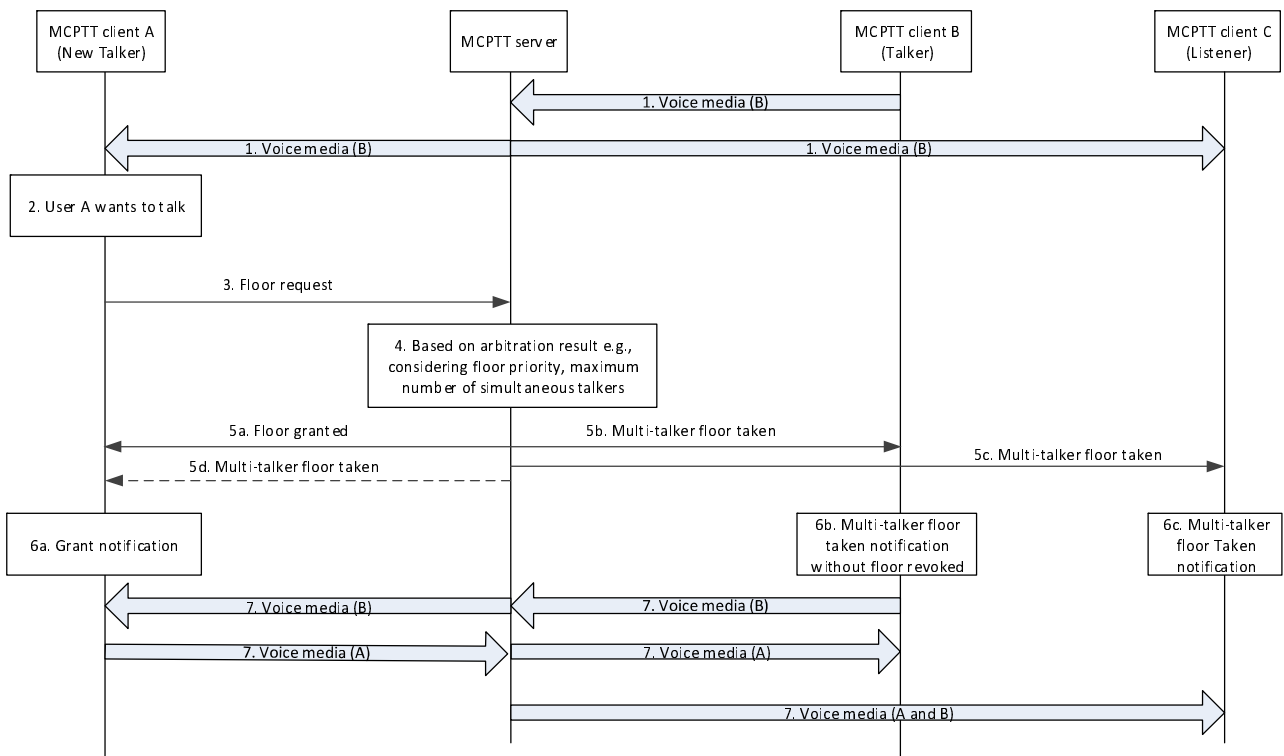 MCPTT client A
(New Talker)
MCPTT server
MCPTT client B
(Talker)
MCPTT client C
(Listener)
1. Voice media (B)
1. Voice media (B)
1. Voice media (B)
2. User A wants to talk
3. Floor request
4. Based on arbitration result e.g.,
considering floor priority, maximum
number of simultaneous talkers
5a. Floor granted
5b. Multi-talker floor taken
5c. Multi-talker floor taken
5d. Multi-talker floor taken
6a. Grant notification
6b. Multi-talker floor
taken notification
without floor revoked
6c. Multi-talker
floor Taken
notification
7. Voice media (B)
7. Voice media (B)
7. Voice media (A)
7. Voice media (A)
7. Voice media (A and B)